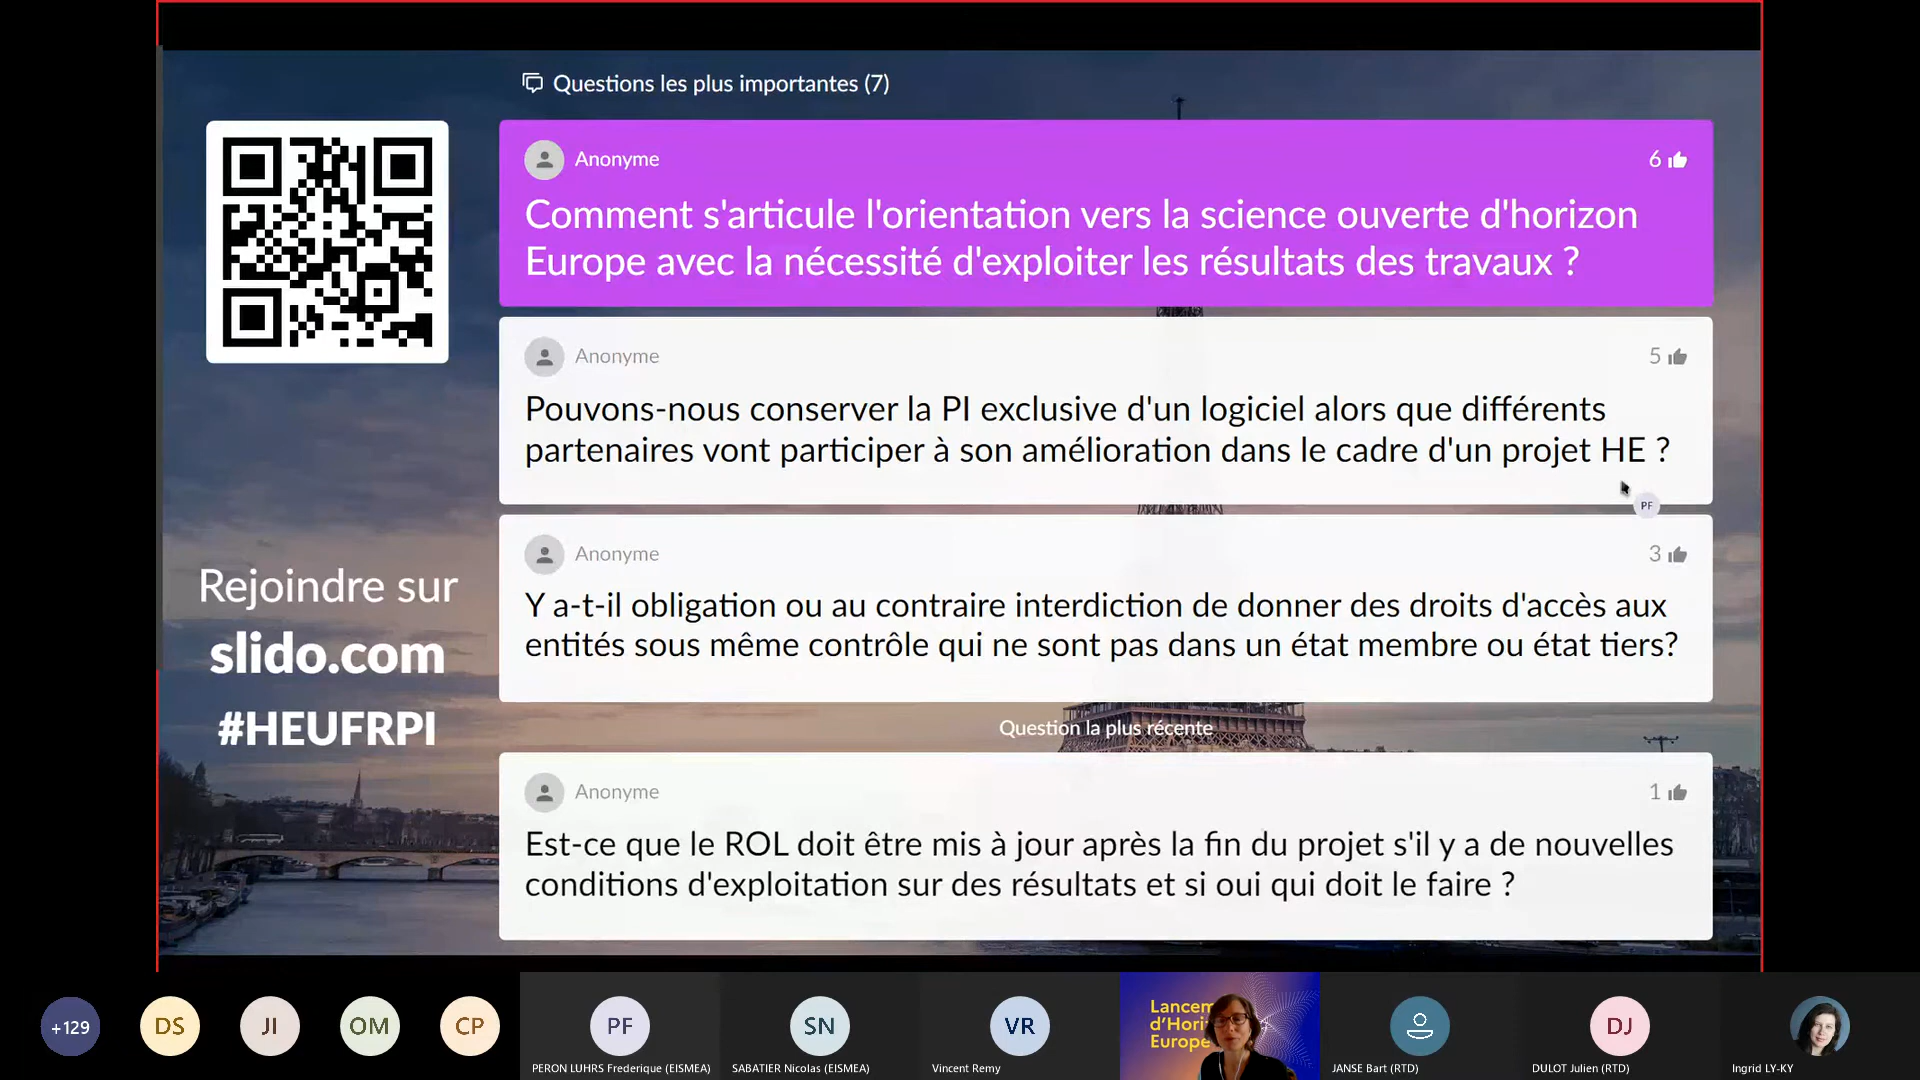 Questions les plus importantes (7)
Anonyme
6
Comment s'articule l'orientation vers la science ouverte d'horizon
Europe avec la nécessité d'exploiter les résultats des travaux ?
Anonyme
5
Pouvons-nous conserver la PI exclusive d'un logiciel alors que différents
partenaires vont participer à son amélioration dans le cadre d'un projet HE ?
PF
Anonyme
3
Y a-t-il obligation ou au contraire interdiction de donner des droits d'accès aux
entités sous même contrôle qui ne sont pas dans un état membre ou état tiers?
Rejoindre sur
slido.com
#HEUFRPI
Question la plus récente
Anonyme
1
Est-ce que le ROL doit être mis à jour après la fin du projet s'il y a de nouvelles
conditions d'exploitation sur des résultats et si oui qui doit le faire ?
+129
DS
JI
OM
CP
PF
PERON LUHRS Frederique (EISMEA)
SN
SABATIER Nicolas (EISMEA)
VR
Vincent Remy
Lancem
d'Hori
Europe
JANSE Bart (RTD)
DJ
DULOT Julien (RTD)
Ingrid LY-KY